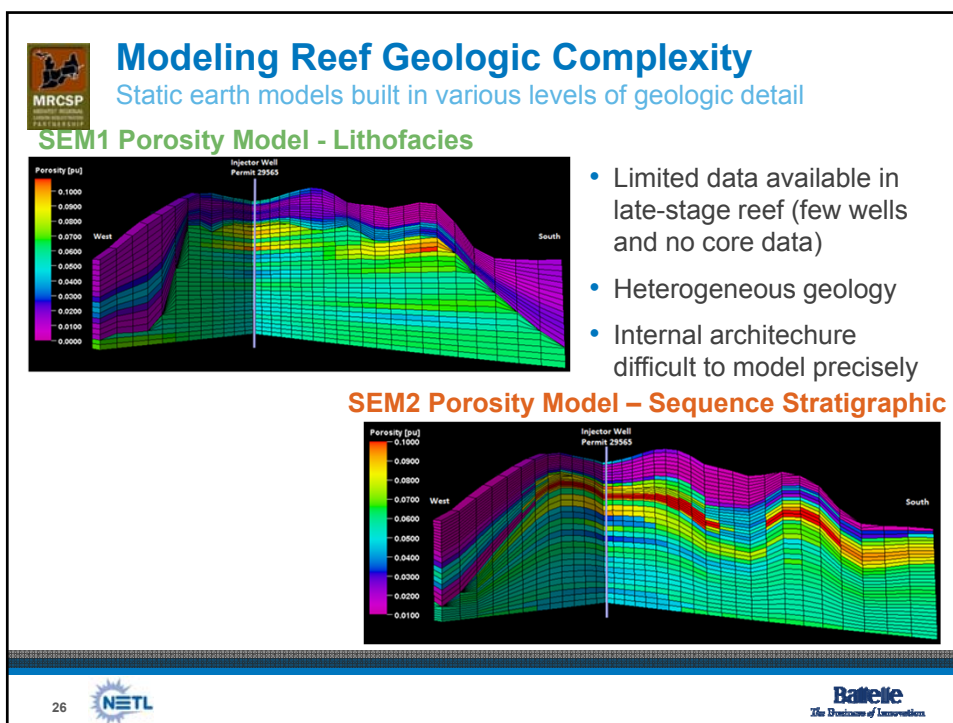 Modeling Reef Geologic Complexity
Static earth models built in various levels of geologic detail
MRCSP
MIDWEST REGIONAL
CARBON SEQUESTRATION
PARTNERSHIP
SEM1 Porosity Model - Lithofacies
Porosity [pu]
0.1000
0.0900
0.0800
0.0700
0.0600
0.0500
0.0400
0.0300
0.0200
0.0100
0.0000
West
Injector Well
Permit 29565
South
• Limited data available in
late-stage reef (few wells
and no core data)
• Heterogeneous geology
• Internal architechure
difficult to model precisely
SEM2 Porosity Model – Sequence Stratigraphic
Porosity [pu]
0.1000
0.0900
0.0800
0.0700
0.0600
0.0500
0.0400
0.0300
0.0200
0.0100
West
Injector Well
Permit 29565
South
26
NETL
Battelle
The Business of Innovation